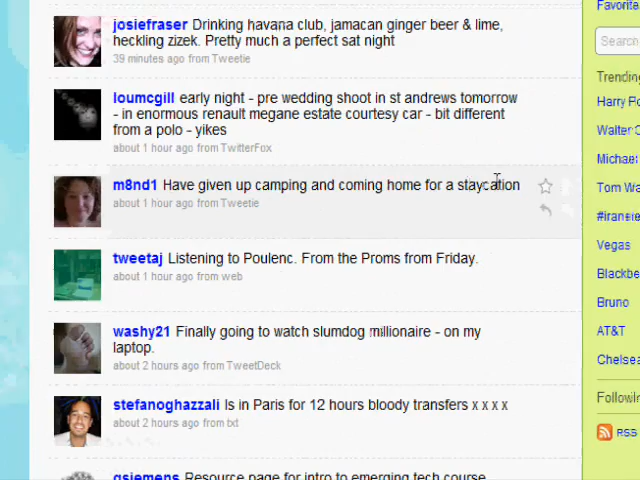 Favorite
josiefraser Drinking havana club, jamacan ginger beer & lime,
heckling zizek. Pretty much a perfect sat night
39 minutes ago from Tweetie
Search
Trending
Harry Po
loumcgill early night - pre wedding shoot in st andrews tomorrow
- in enormous renault megane estate courtesy car - bit different
from a polo - yikes
about 1 hour ago from TwitterFox
Walter C
Michael
m8nd1 Have given up camping and coming home for a staycation
about 1 hour ago from Tweetie
Tom Wa
#iranele
tweetaj Listening to Poulenc. From the Proms from Friday.
about 1 hour ago from web
Vegas
Blackbe
Bruno
washy21 Finally going to watch slumdog millionaire - on my
laptop.
about 2 hours ago from TweetDeck
AT&T
Chelsea
stefanoghazzali Is in Paris for 12 hours bloody transfers x x x x
about 2 hours ago from txt
Followin
RSS
gsiemens Resource page for intro to emerging tech course